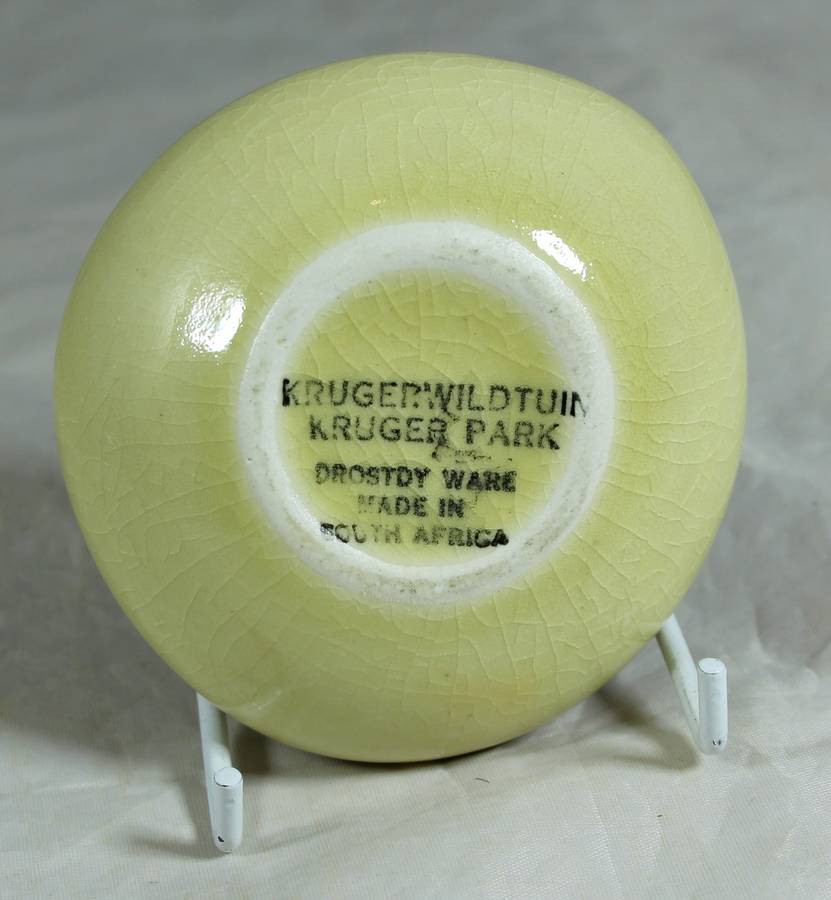 KRUGERWILDTUIN
KRUGER PARK
DROSTDY WARE
MADE IN
SOUTH AFRICA